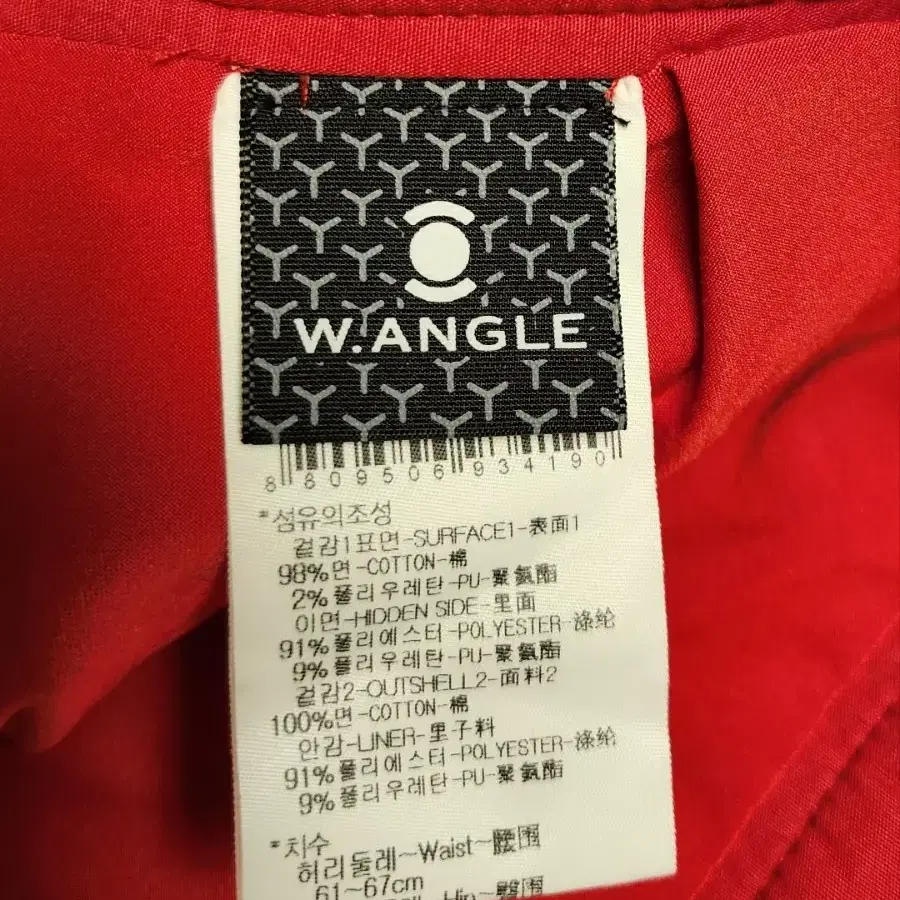 W.ANGLE
8809506934190
*섬유의조성
겉감1표면-SURFACE1-表面1
98%면-COTTON-棉
2%폴리우레탄-PU-聚氨酯
이면-HIDDEN SIDE-里面
91%폴리에스터-POLYESTER-涤纶
9%폴리우레탄-PU-聚氨酯
겉감2-OUTSHELL2-面料2
100%면-COTTON-棉
안감-LINER-里子料
91%폴리에스터-POLYESTER-涤纶
9%폴리우레탄-PU-聚氨酯
*치수
허리둘레~Waist~腰围
61~67cm